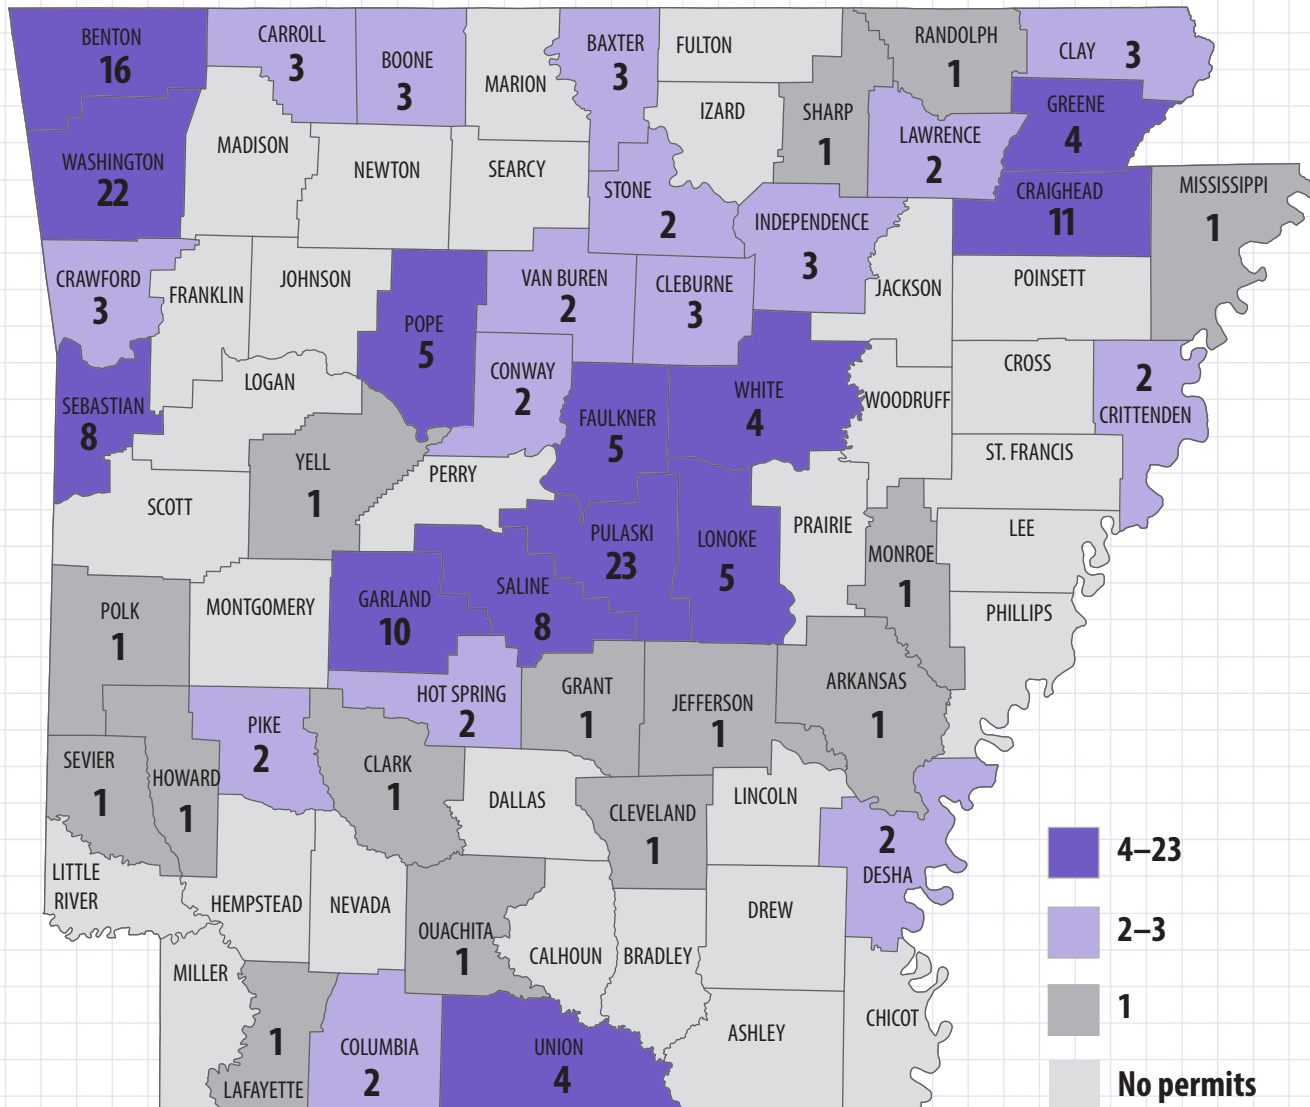 BENTON
16
CARROLL
3
BOONE
3
MARION
BAXTER
3
FULTON
RANDOLPH
1
CLAY 3
IZARD
SHARP
1
GREENE
4
LAWRENCE
2
WASHINGTON
22
MADISON
NEWTON
SEARCY
STONE
2
INDEPENDENCE
3
CRAIGHEAD
11
MISSISSIPPI
1
CRAWFORD
3
FRANKLIN
JOHNSON
POPE
5
VAN BUREN
2
CLEBURNE
3
JACKSON
POINSETT
SEBASTIAN
8
LOGAN
CONWAY
2
FAULKNER
5
WHITE
4
WOODRUFF
CROSS
2
CRITTENDEN
YELL
1
PERRY
ST. FRANCIS
SCOTT
PULASKI
23
LONOKE
5
PRAIRIE
MONROE
1
LEE
POLK
1
MONTGOMERY
GARLAND
10
SALINE
8
PHILLIPS
HOT SPRING
2
GRANT
1
JEFFERSON
1
ARKANSAS
1
PIKE
2
SEVIER
1
HOWARD
1
CLARK
1
DALLAS
CLEVELAND
1
LINCOLN
2
DESHA
LITTLE
RIVER
HEMPSTEAD
NEVADA
OUACHITA
1
CALHOUN
BRADLEY
DREW
MILLER
1
LAFAYETTE
COLUMBIA
2
UNION
4
ASHLEY
CHICOT
4–23
2–3
1
No permits